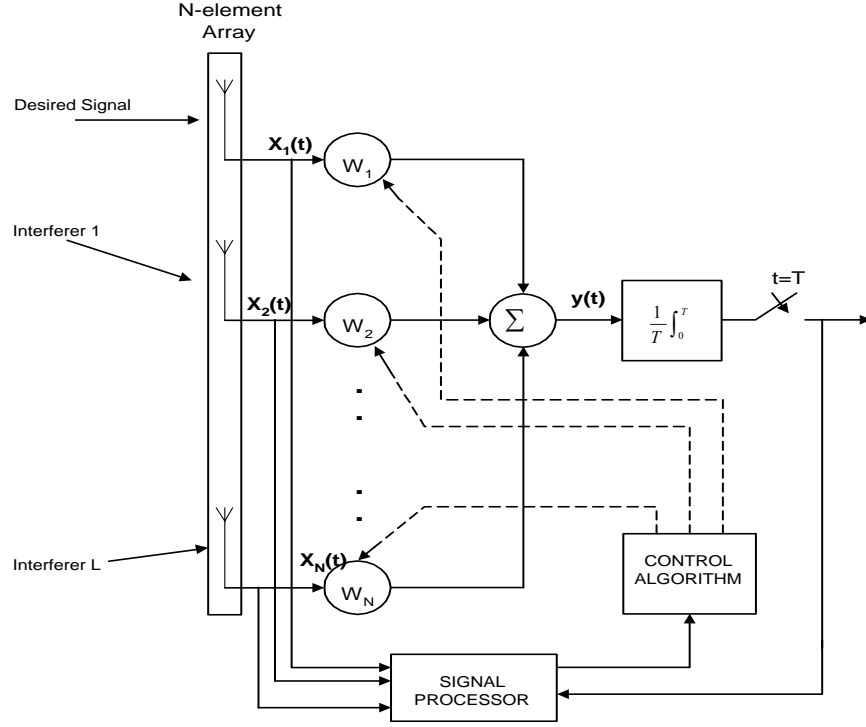 N-element
Array
Desired Signal
X1(t)
W1
Interferer 1
X2(t)
W2
Σ
y(t)
1/T ∫0^T
t=T
Interferer L
XN(t)
WN
CONTROL
ALGORITHM
SIGNAL
PROCESSOR